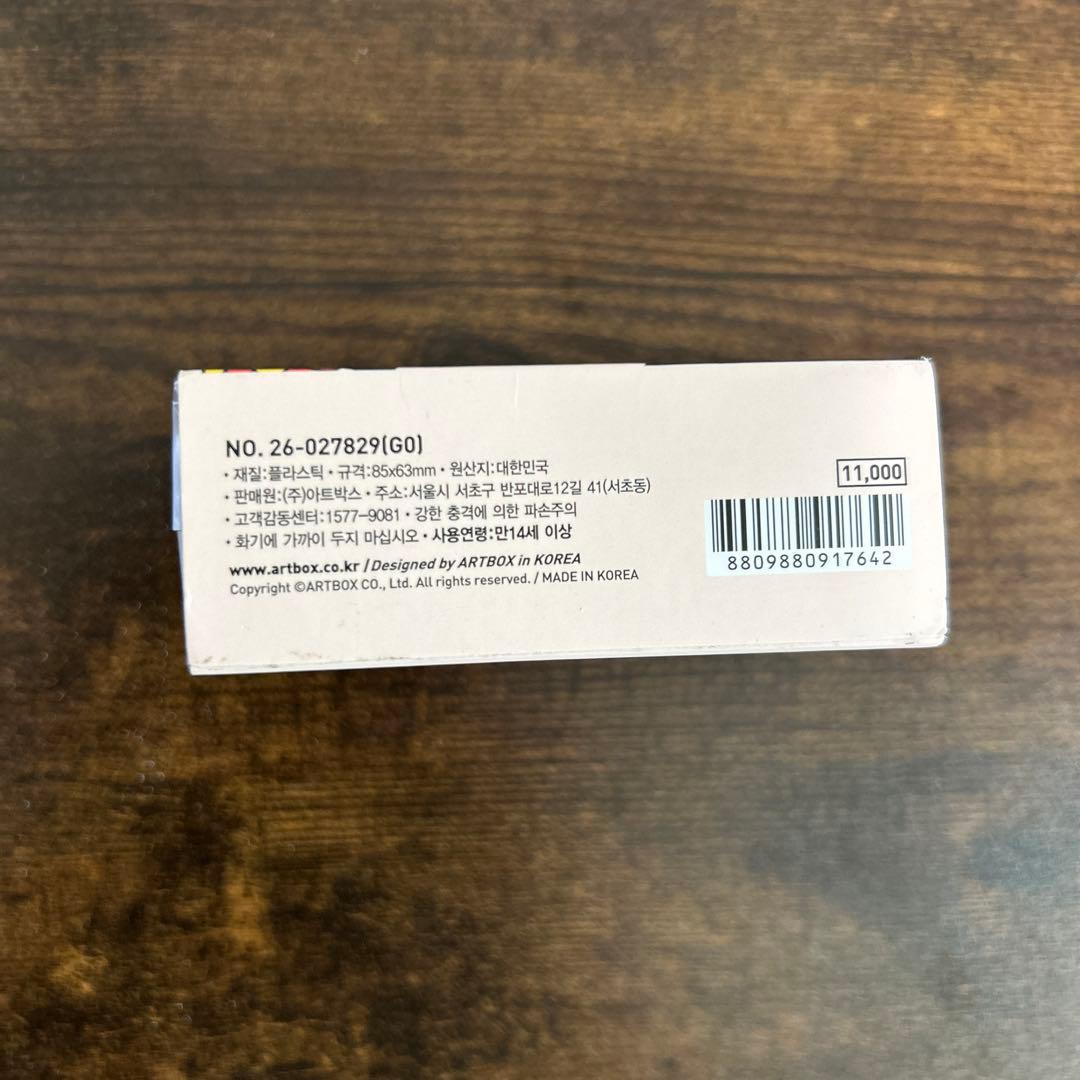 NO. 26-027829(G0)
• 재질:플라스틱 • 규격:85x63mm • 원산지:대한민국
• 판매원:(주)아트박스 • 주소:서울시 서초구 반포대로12길 41(서초동)
• 고객감동센터:1577-9081 • 강한 충격에 의한 파손주의
• 화기에 가까이 두지 마십시오 • 사용연령:만14세 이상
www.artbox.co.kr / Designed by ARTBOX in KOREA
Copyright ©ARTBOX CO., Ltd. All rights reserved. / MADE IN KOREA
11,000
8809880917642